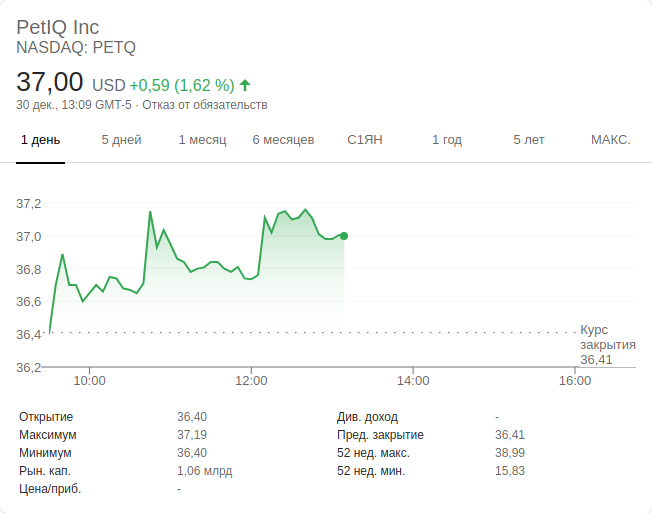 PetIQ Inc
NASDAQ: PETQ
37,00 USD +0,59 (1,62 %)
30 дек., 13:09 GMT-5 · Отказ от обязательств
1 день 5 дней 1 месяц 6 месяцев С1ЯН 1 год 5 лет МАКС.
37,2
37,0
36,8
36,6
36,4
Курс
закрытия
36,41
36,2
10:00 12:00 14:00 16:00
Открытие 36,40 Див. доход -
Максимум 37,19 Пред. закрытие 36,41
Минимум 36,40 52 нед. макс. 38,99
Рын. кап. 1,06 млрд 52 нед. мин. 15,83
Цена/приб. -